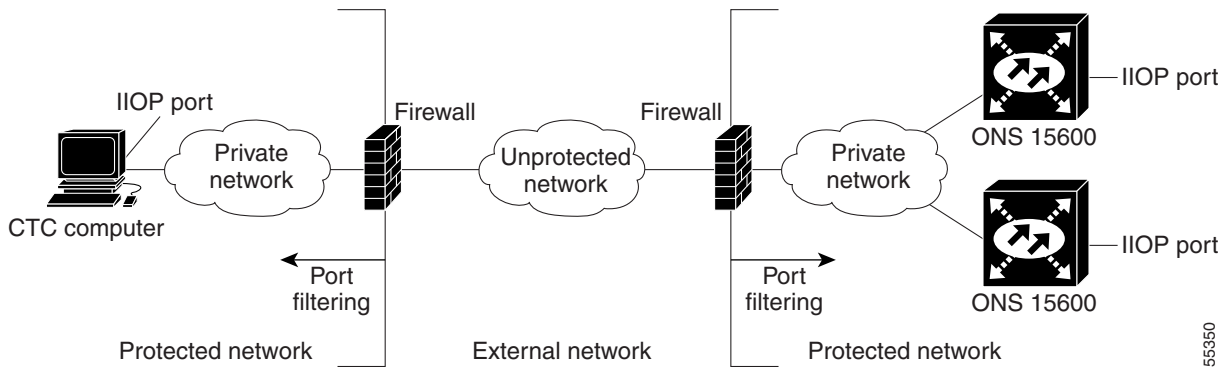 IIOP port
Firewall
Firewall
IIOP port
ONS 15600
Private
network
Unprotected
network
Private
network
CTC computer
IIOP port
Port
filtering
Port
filtering
ONS 15600
Protected network
External network
Protected network
55350